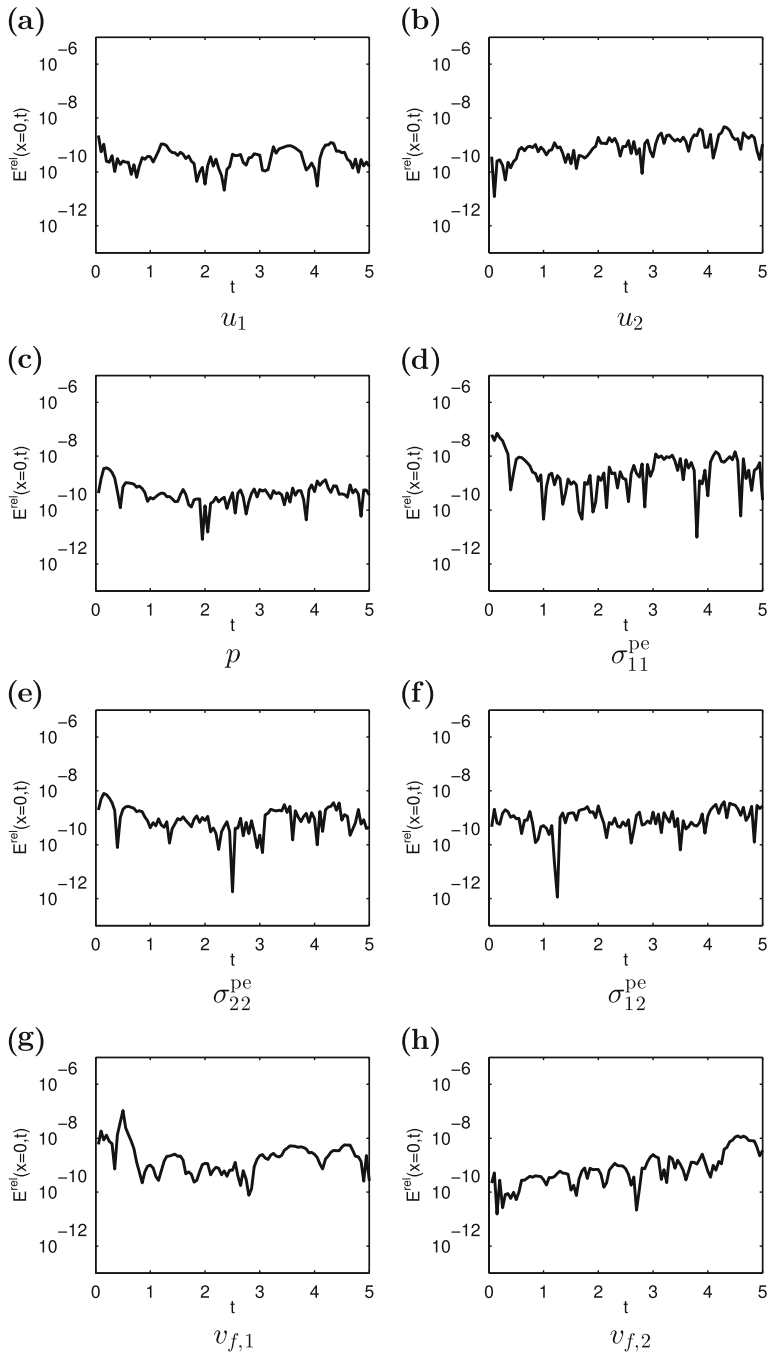 (a) (b)
10^−6 10^−6
10^−8 10^−8
10^−10 10^−10
10^−12 10^−12
E^rel(x=0,t) E^rel(x=0,t)
0 1 2 3 4 5 0 1 2 3 4 5
t t
u_1 u_2
(c) (d)
10^−6 10^−6
10^−8 10^−8
10^−10 10^−10
10^−12 10^−12
E^rel(x=0,t) E^rel(x=0,t)
0 1 2 3 4 5 0 1 2 3 4 5
t t
p σ_11^pe
(e) (f)
10^−6 10^−6
10^−8 10^−8
10^−10 10^−10
10^−12 10^−12
E^rel(x=0,t) E^rel(x=0,t)
0 1 2 3 4 5 0 1 2 3 4 5
t t
σ_22^pe σ_12^pe
(g) (h)
10^−6 10^−6
10^−8 10^−8
10^−10 10^−10
10^−12 10^−12
E^rel(x=0,t) E^rel(x=0,t)
0 1 2 3 4 5 0 1 2 3 4 5
t t
v_f,1 v_f,2